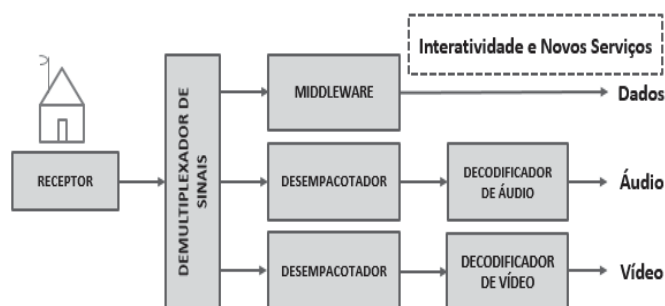 Interatividade e Novos Serviços
MIDDLEWARE
Dados
RECEPTOR
DEMULTIPLEXADOR DE
SINAIS
DESEMPACOTADOR
DECODIFICADOR
DE ÁUDIO
Áudio
DESEMPACOTADOR
DECODIFICADOR
DE VÍDEO
Vídeo